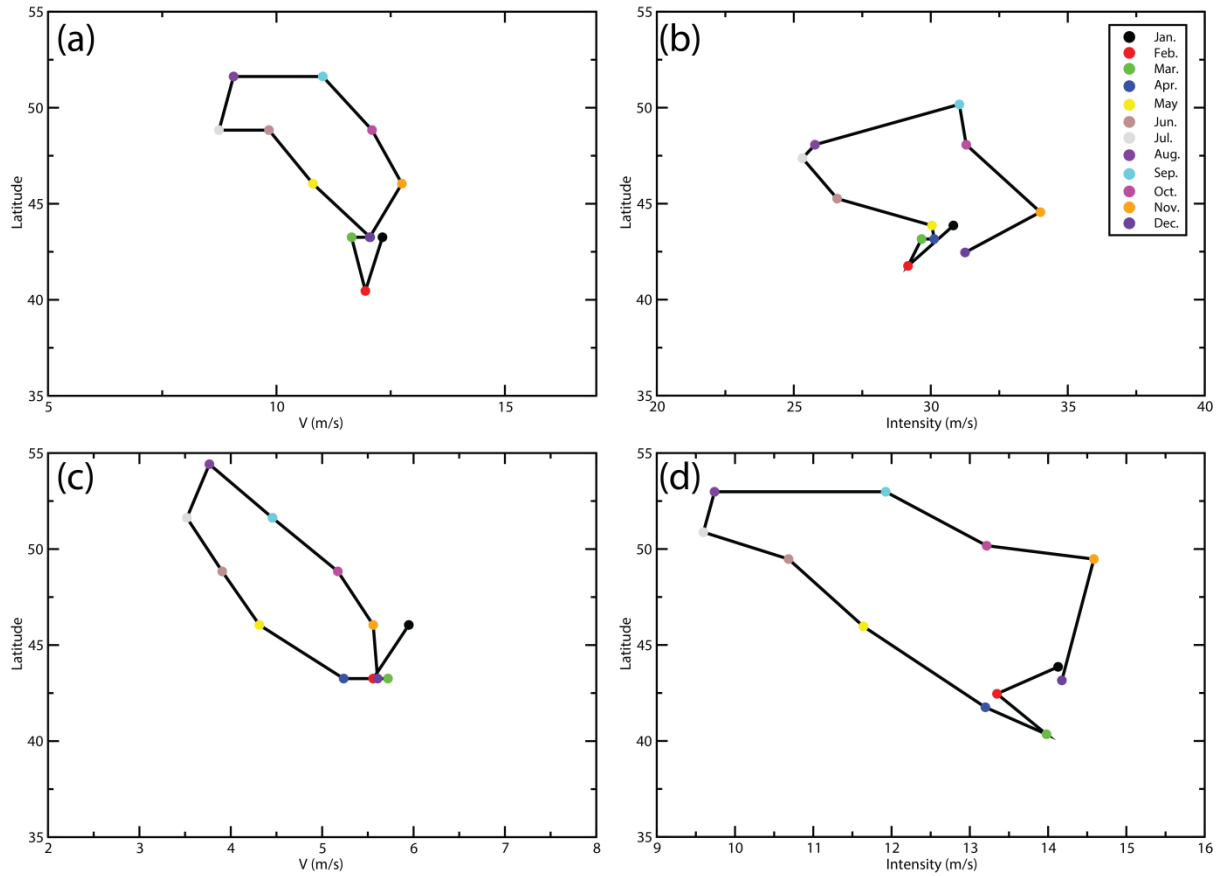 (a)
55
50
45
40
35
Latitude
5
10
15
V (m/s)
(b)
55
50
45
40
35
Latitude
20
25
30
35
40
Intensity (m/s)
Jan.
Feb.
Mar.
Apr.
May
Jun.
Jul.
Aug.
Sep.
Oct.
Nov.
Dec.
(c)
55
50
45
40
35
Latitude
2
3
4
5
6
7
8
V (m/s)
(d)
55
50
45
40
35
Latitude
9
10
11
12
13
14
15
16
Intensity (m/s)